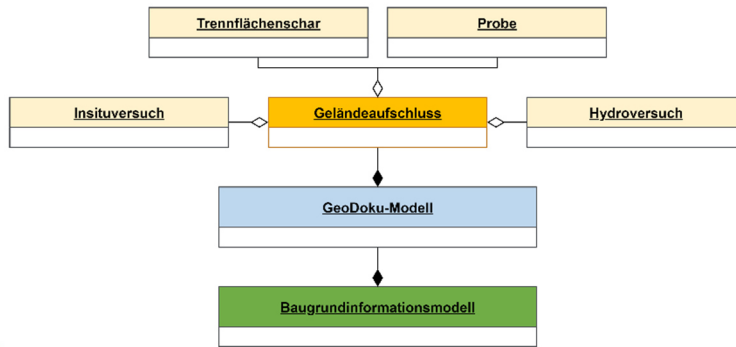 Trennflächenschar
Probe
Insituversuch
Geländeaufschluss
Hydroversuch
GeoDoku-Modell
Baugrundinformationsmodell